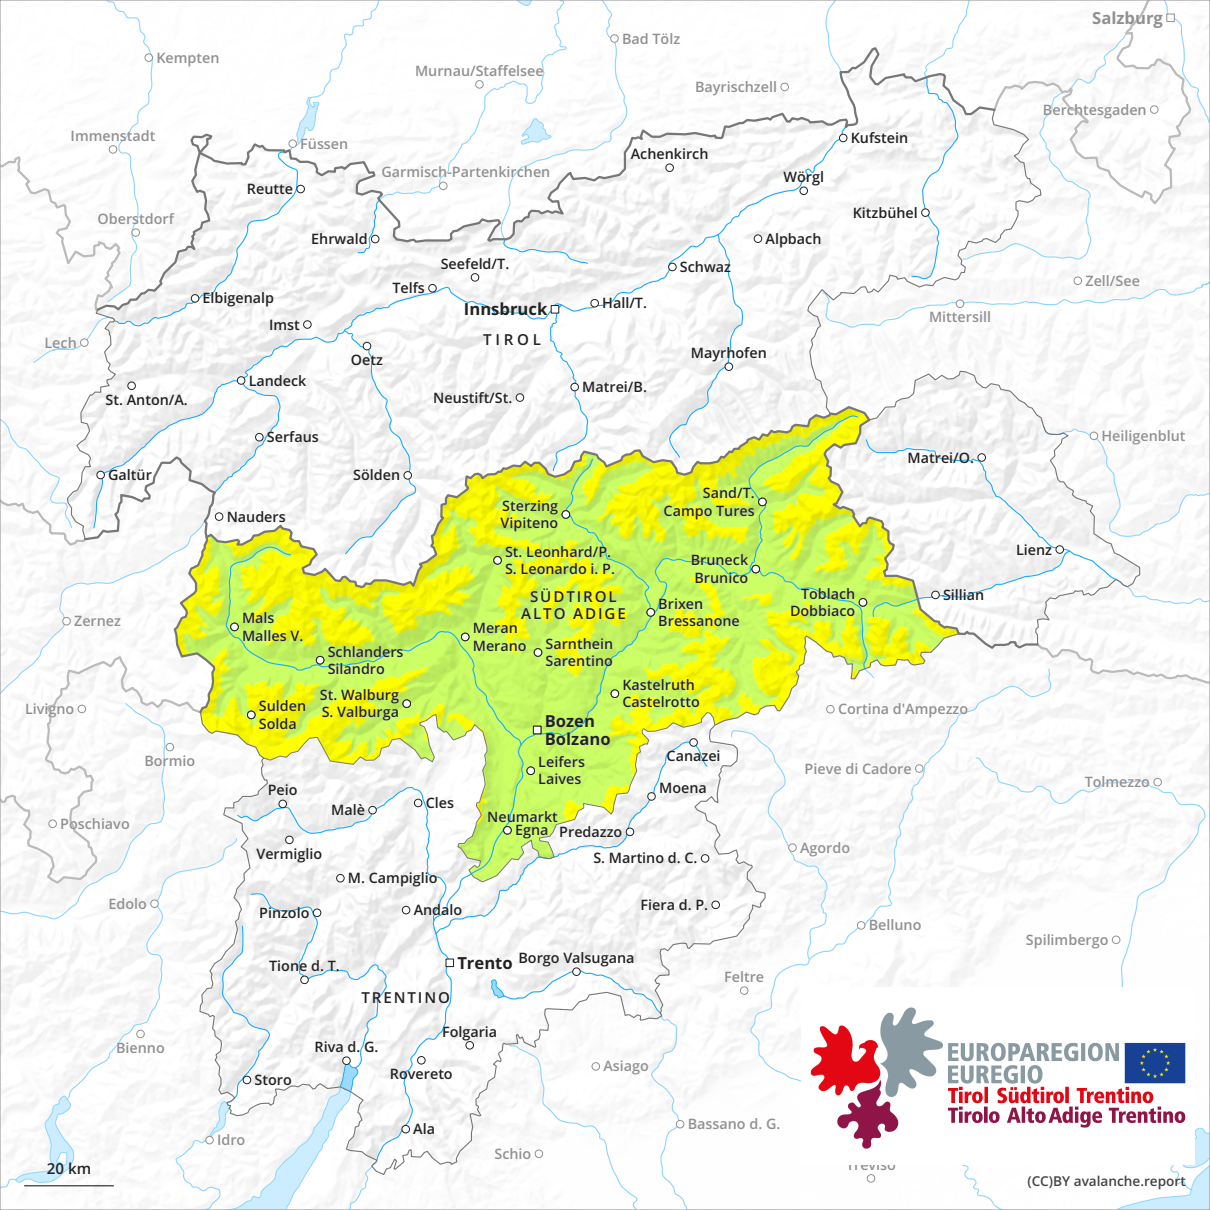 Salzburg
Bad Tölz
Kempten
Murnau/Staffelsee
Bayrischzell
Berchtesgaden
Immenstadt
Füssen
Kufstein
Achenkirch
Garmisch-Partenkirchen
Wörgl
Reutte
Kitzbühel
Oberstdorf
Ehrwald
Alpbach
Seefeld/T.
Schwaz
Zell/See
Telfs
Elbigenalp
Innsbruck
Hall/T.
Mittersill
Imst
TIROL
Lech
Oetz
Mayrhofen
Landeck
Matrei/B.
St. Anton/A.
Neustift/St.
Serfaus
Heiligenblut
Matrei/O.
Galtür
Sölden
Sand/T.
Campo Tures
Sterzing
Vipiteno
Nauders
St. Leonhard/P.
S. Leonardo i. P.
Lienz
Bruneck
Brunico
SÜDTIROL
ALTO ADIGE
Toblach
Dobbiaco
Sillian
Brixen
Bressanone
Zernez
Mals
Malles V.
Meran
Merano
Sarnthein
Sarentino
Schlanders
Silandro
Kastelruth
Castelrotto
St. Walburg
S. Valburga
Sulden
Solda
Livigno
Cortina d'Ampezzo
Bozen
Bolzano
Bormio
Canazei
Leifers
Laives
Pieve di Cadore
Tolmezzo
Peio
Moena
Malè
Cles
Neumarkt
Egna
Predazzo
Poschiavo
Vermiglio
Agordo
S. Martino d. C.
M. Campiglio
Edolo
Pinzolo
Andalo
Fiera d. P.
Belluno
Spilimbergo
Trento
Borgo Valsugana
Tione d. T.
Feltre
TRENTINO
Folgaria
Bienno
Riva d. G.
Rovereto
Asiago
Storo
EUROPAREGION
EUREGIO
Tirol Südtirol Trentino
Tirolo Alto Adige Trentino
Ala
Bassano d. G.
Idro
Schio
Treviso
20 km
(CC)BY avalanche.report